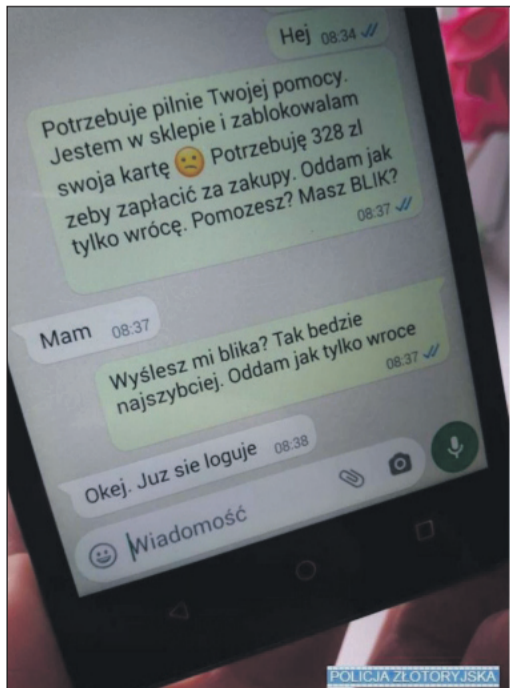 Hej 08:34
Potrzebuje pilnie Twojej pomocy.
Jestem w sklepie i zablokowalam
swoja kartę Potrzebuję 328 zl
zeby zapłacić za zakupy. Oddam jak
tylko wrócę. Pomozesz? Masz BLIK?
08:37
Mam 08:37
Wyślesz mi blika? Tak bedzie
najszybciej. Oddam jak tylko wroce
08:37
Okej. Juz sie loguje 08:38
Wiadomość
POLICJA ZŁOTORYJSKA